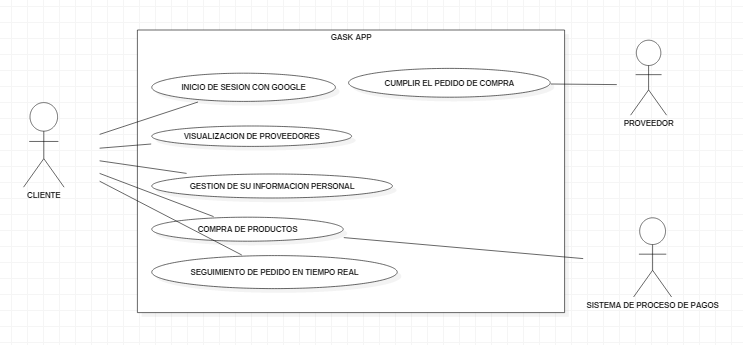 GASK APP
INICIO DE SESION CON GOOGLE
CUMPLIR EL PEDIDO DE COMPRA
VISUALIZACION DE PROVEEDORES
GESTION DE SU INFORMACION PERSONAL
COMPRA DE PRODUCTOS
SEGUIMIENTO DE PEDIDO EN TIEMPO REAL
CLIENTE
PROVEEDOR
SISTEMA DE PROCESO DE PAGOS